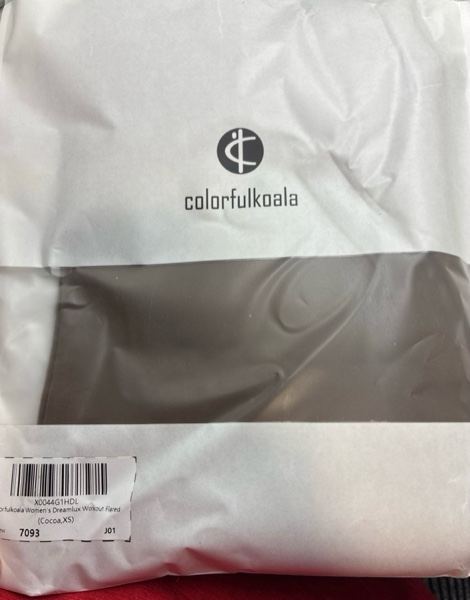 colorfulkoala
X0044G1HDL
orfulkoala Women's Dreamlux Workout Flared
(Cocoa,XS)
7093 J01